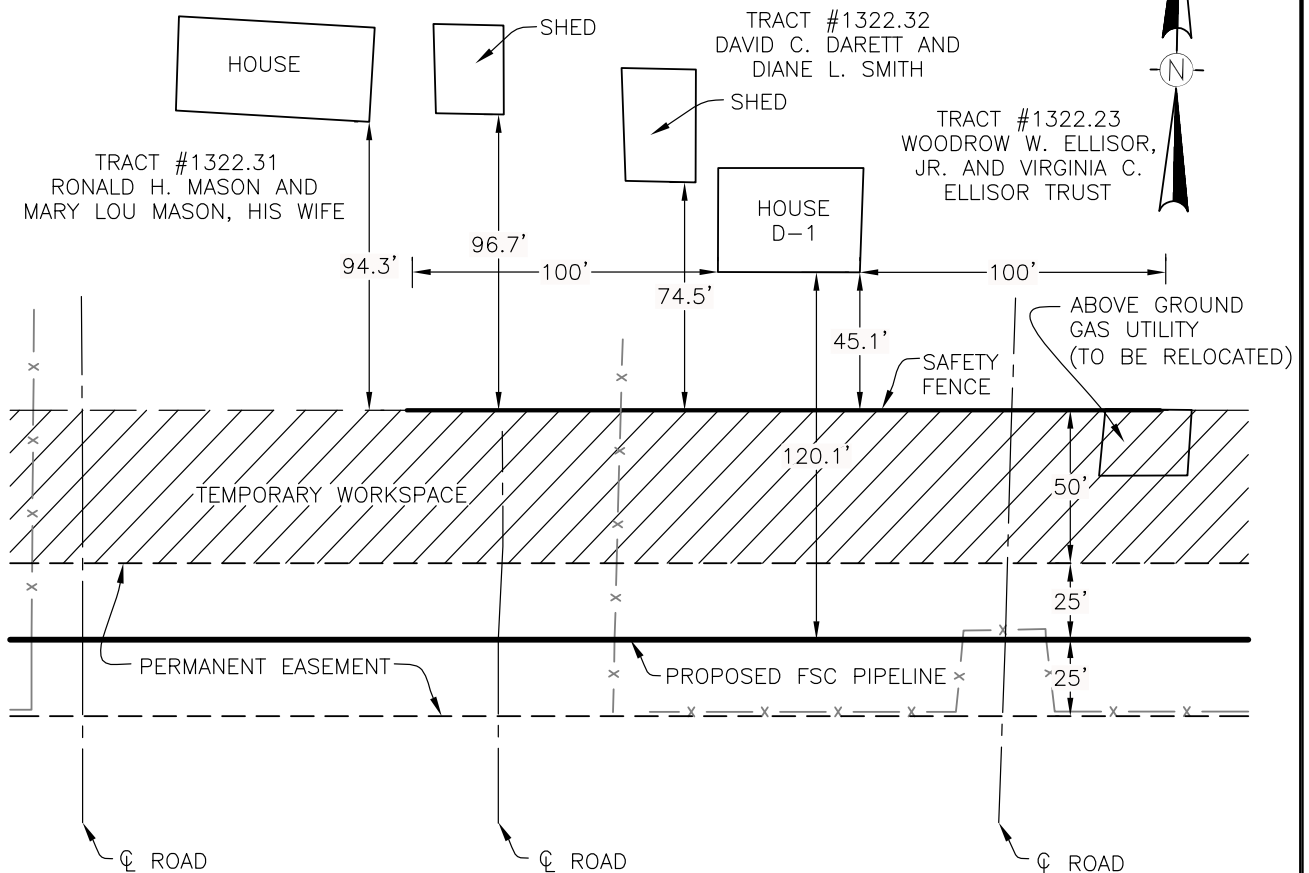 HOUSE
SHED
TRACT #1322.32
DAVID C. DARETT AND
DIANE L. SMITH
N
SHED
TRACT #1322.23
WOODROW W. ELLISOR,
JR. AND VIRGINIA C.
ELLISOR TRUST
TRACT #1322.31
RONALD H. MASON AND
MARY LOU MASON, HIS WIFE
HOUSE
D-1
94.3'
96.7'
100'
74.5'
100'
45.1'
ABOVE GROUND
GAS UTILITY
(TO BE RELOCATED)
SAFETY
FENCE
120.1'
TEMPORARY WORKSPACE
50'
25'
PERMANENT EASEMENT
PROPOSED FSC PIPELINE
25'
℄ ROAD
℄ ROAD
℄ ROAD